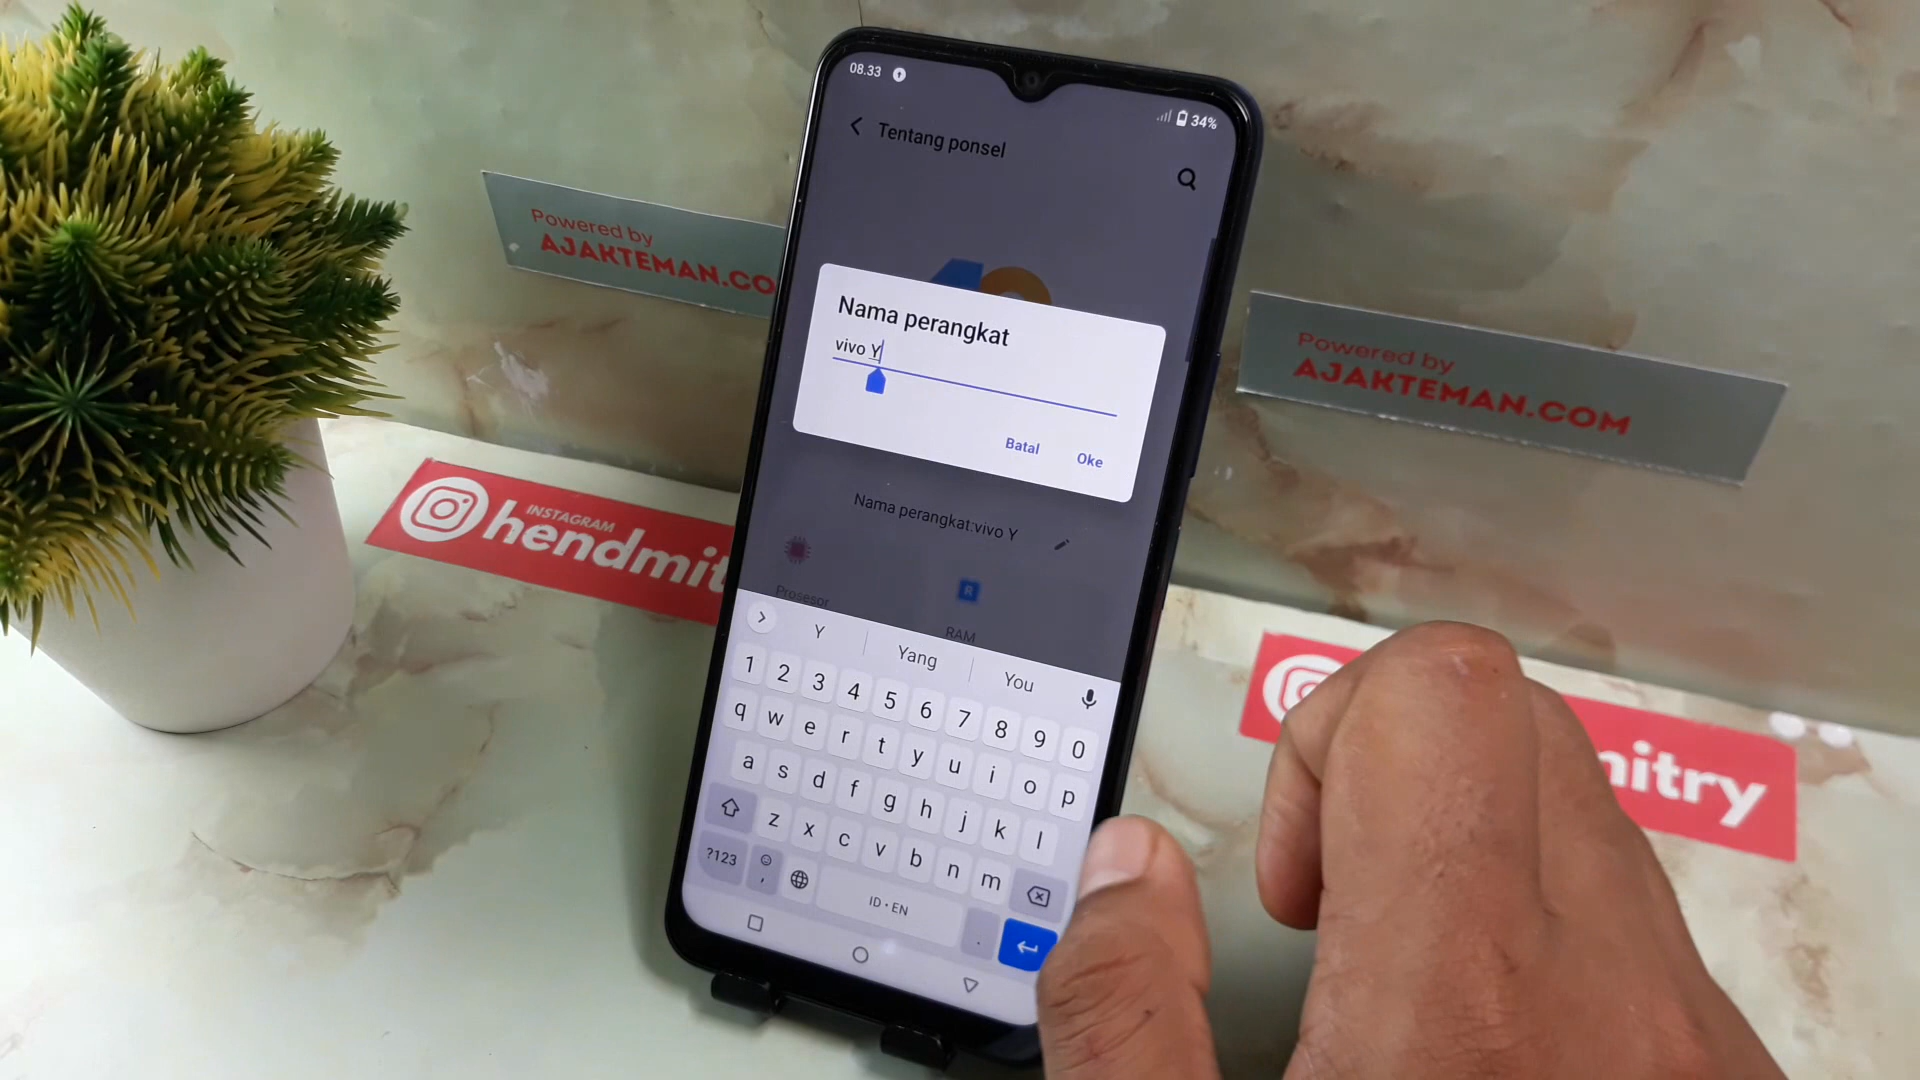 08.33
34%
Tentang ponsel
Powered by
AJAKTEMAN.CO
Nama perangkat
vivo Y
Batal
Oke
Powered by
AJAKTEMAN.COM
INSTAGRAM
hendmit
Nama perangkat:vivo Y
Prosesor
R
RAM
Y
Yang
You
1 2 3 4 5 6 7 8 9 0
q w e r t y u i o p
a s d f g h j k l
z x c v b n m
?123
,
ID • EN
.
mitry